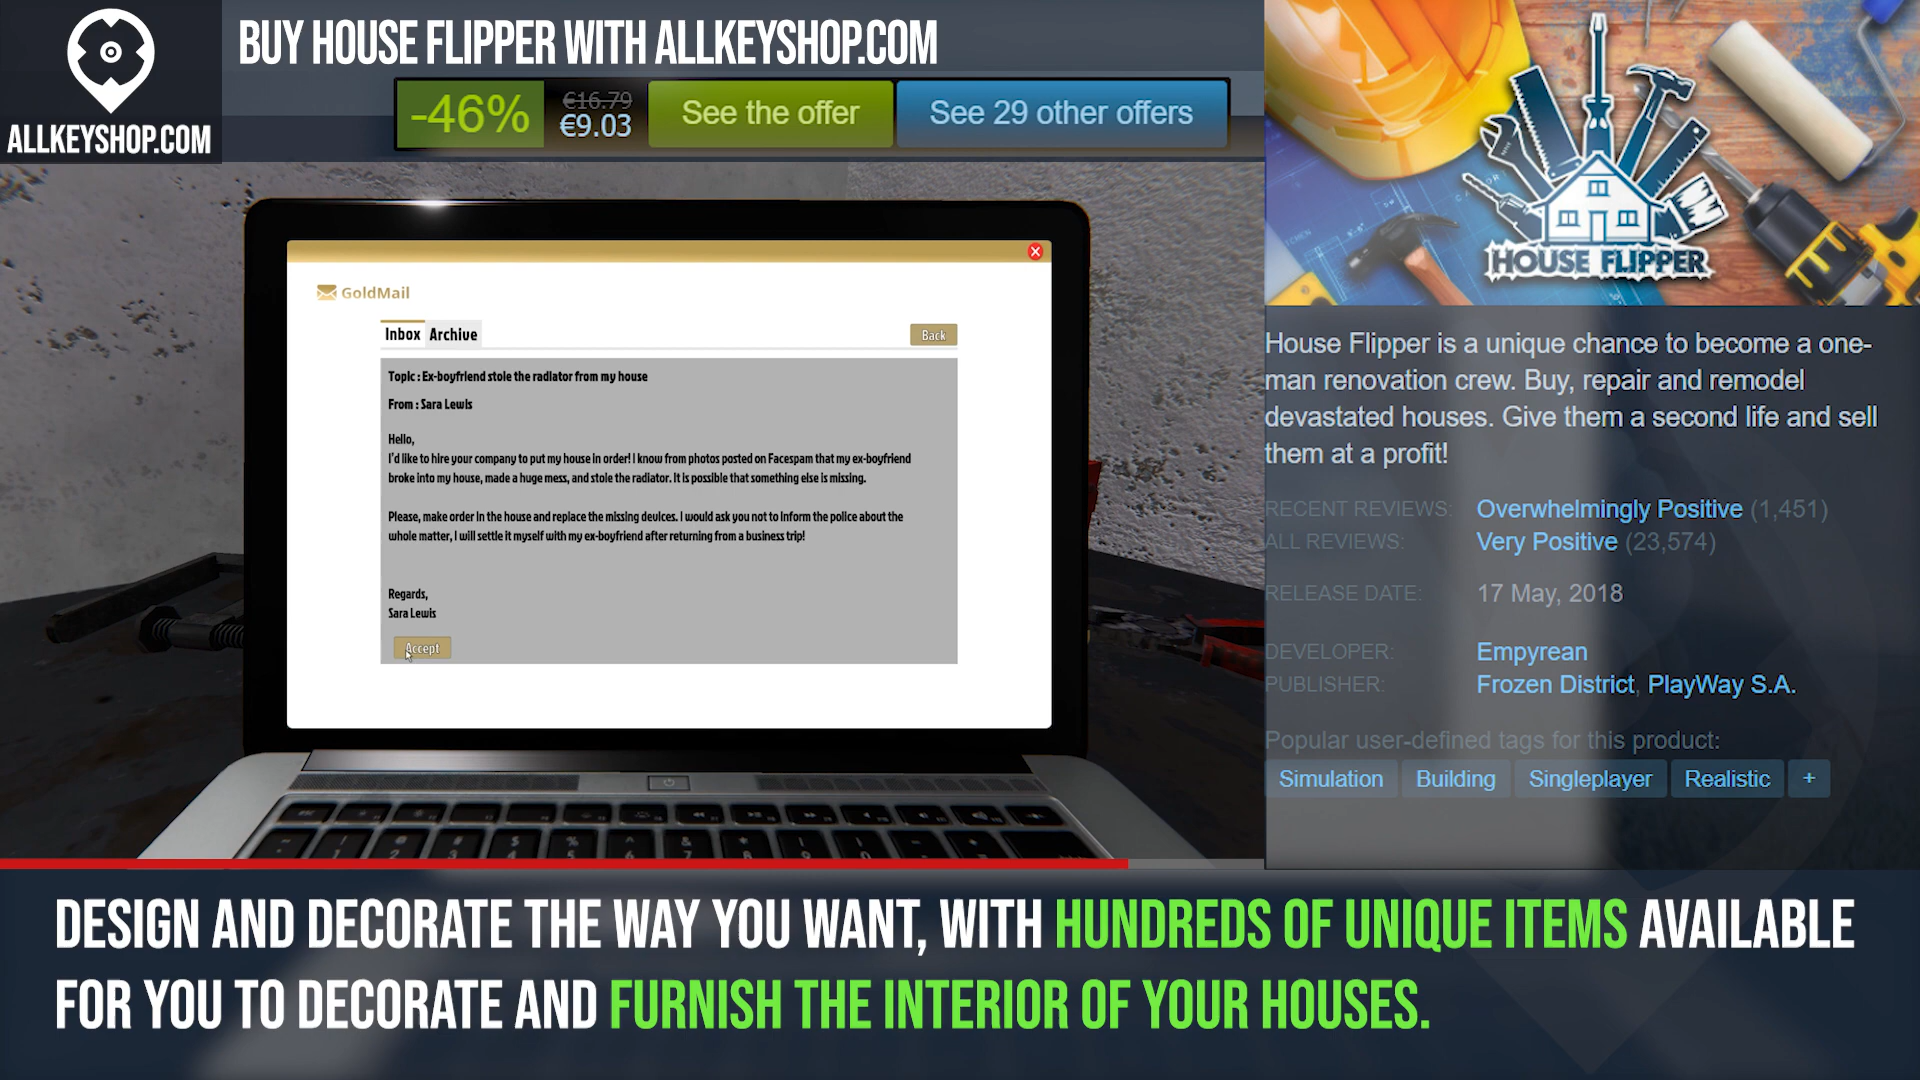 ALLKEYSHOP.COM
BUY HOUSE FLIPPER WITH ALLKEYSHOP.COM
-46%
€16.79
€9.03
See the offer
See 29 other offers
GoldMail
Inbox Archive
Back
Topic : Ex-boyfriend stole the radiator from my house
From : Sara Lewis
Hello,
I'd like to hire your company to put my house in order! I know from photos posted on Facespam that my ex-boyfriend
broke into my house, made a huge mess, and stole the radiator. It is possible that something else is missing.
Please, make order in the house and replace the missing devices. I would ask you not to inform the police about the
whole matter, I will settle it myself with my ex-boyfriend after returning from a business trip!
Regards,
Sara Lewis
Accept
HOUSE FLIPPER
House Flipper is a unique chance to become a one-
man renovation crew. Buy, repair and remodel
devastated houses. Give them a second life and sell
them at a profit!
RECENT REVIEWS: Overwhelmingly Positive (1,451)
ALL REVIEWS: Very Positive (23,574)
RELEASE DATE: 17 May, 2018
DEVELOPER: Empyrean
PUBLISHER: Frozen District, PlayWay S.A.
Popular user-defined tags for this product:
Simulation Building Singleplayer Realistic +
DESIGN AND DECORATE THE WAY YOU WANT, WITH HUNDREDS OF UNIQUE ITEMS AVAILABLE
FOR YOU TO DECORATE AND FURNISH THE INTERIOR OF YOUR HOUSES.